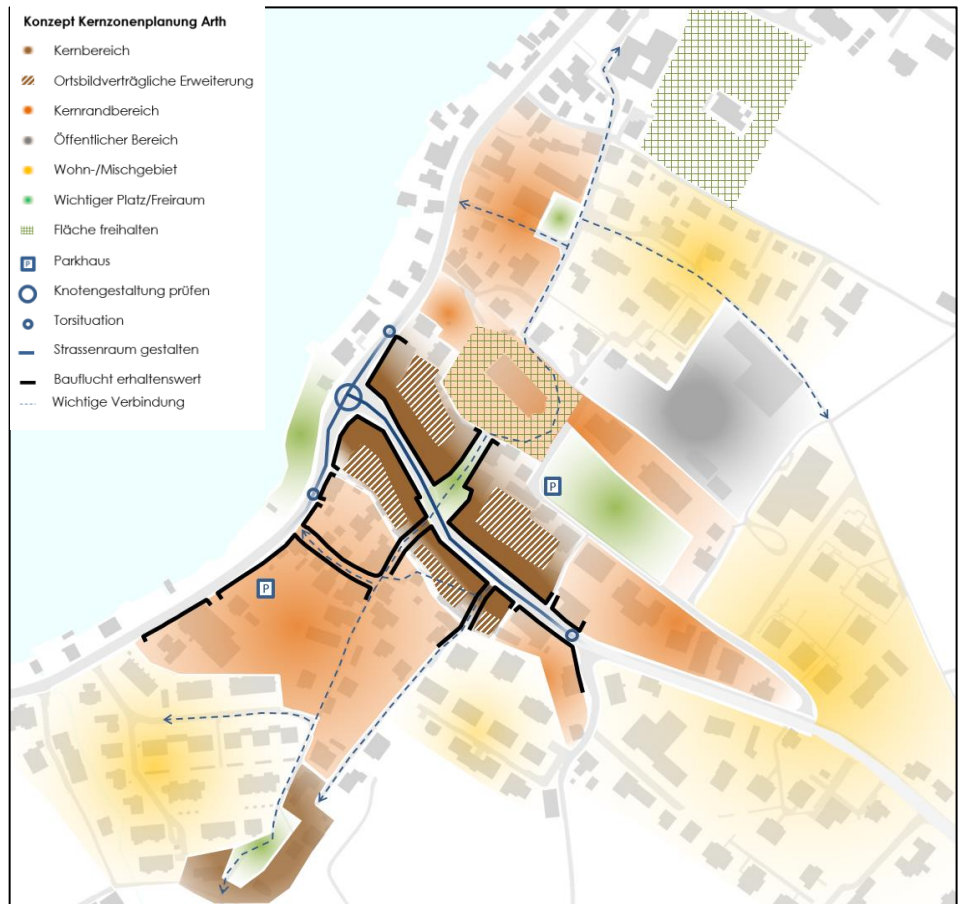 Konzept Kernzonenplanung Arth
Kernbereich
Ortsbildverträgliche Erweiterung
Kernrandbereich
Öffentlicher Bereich
Wohn-/Mischgebiet
Wichtiger Platz/Freiraum
Fläche freihalten
P Parkhaus
Knotengestaltung prüfen
Torsituation
Strassenraum gestalten
Bauflucht erhaltenswert
Wichtige Verbindung
P
P